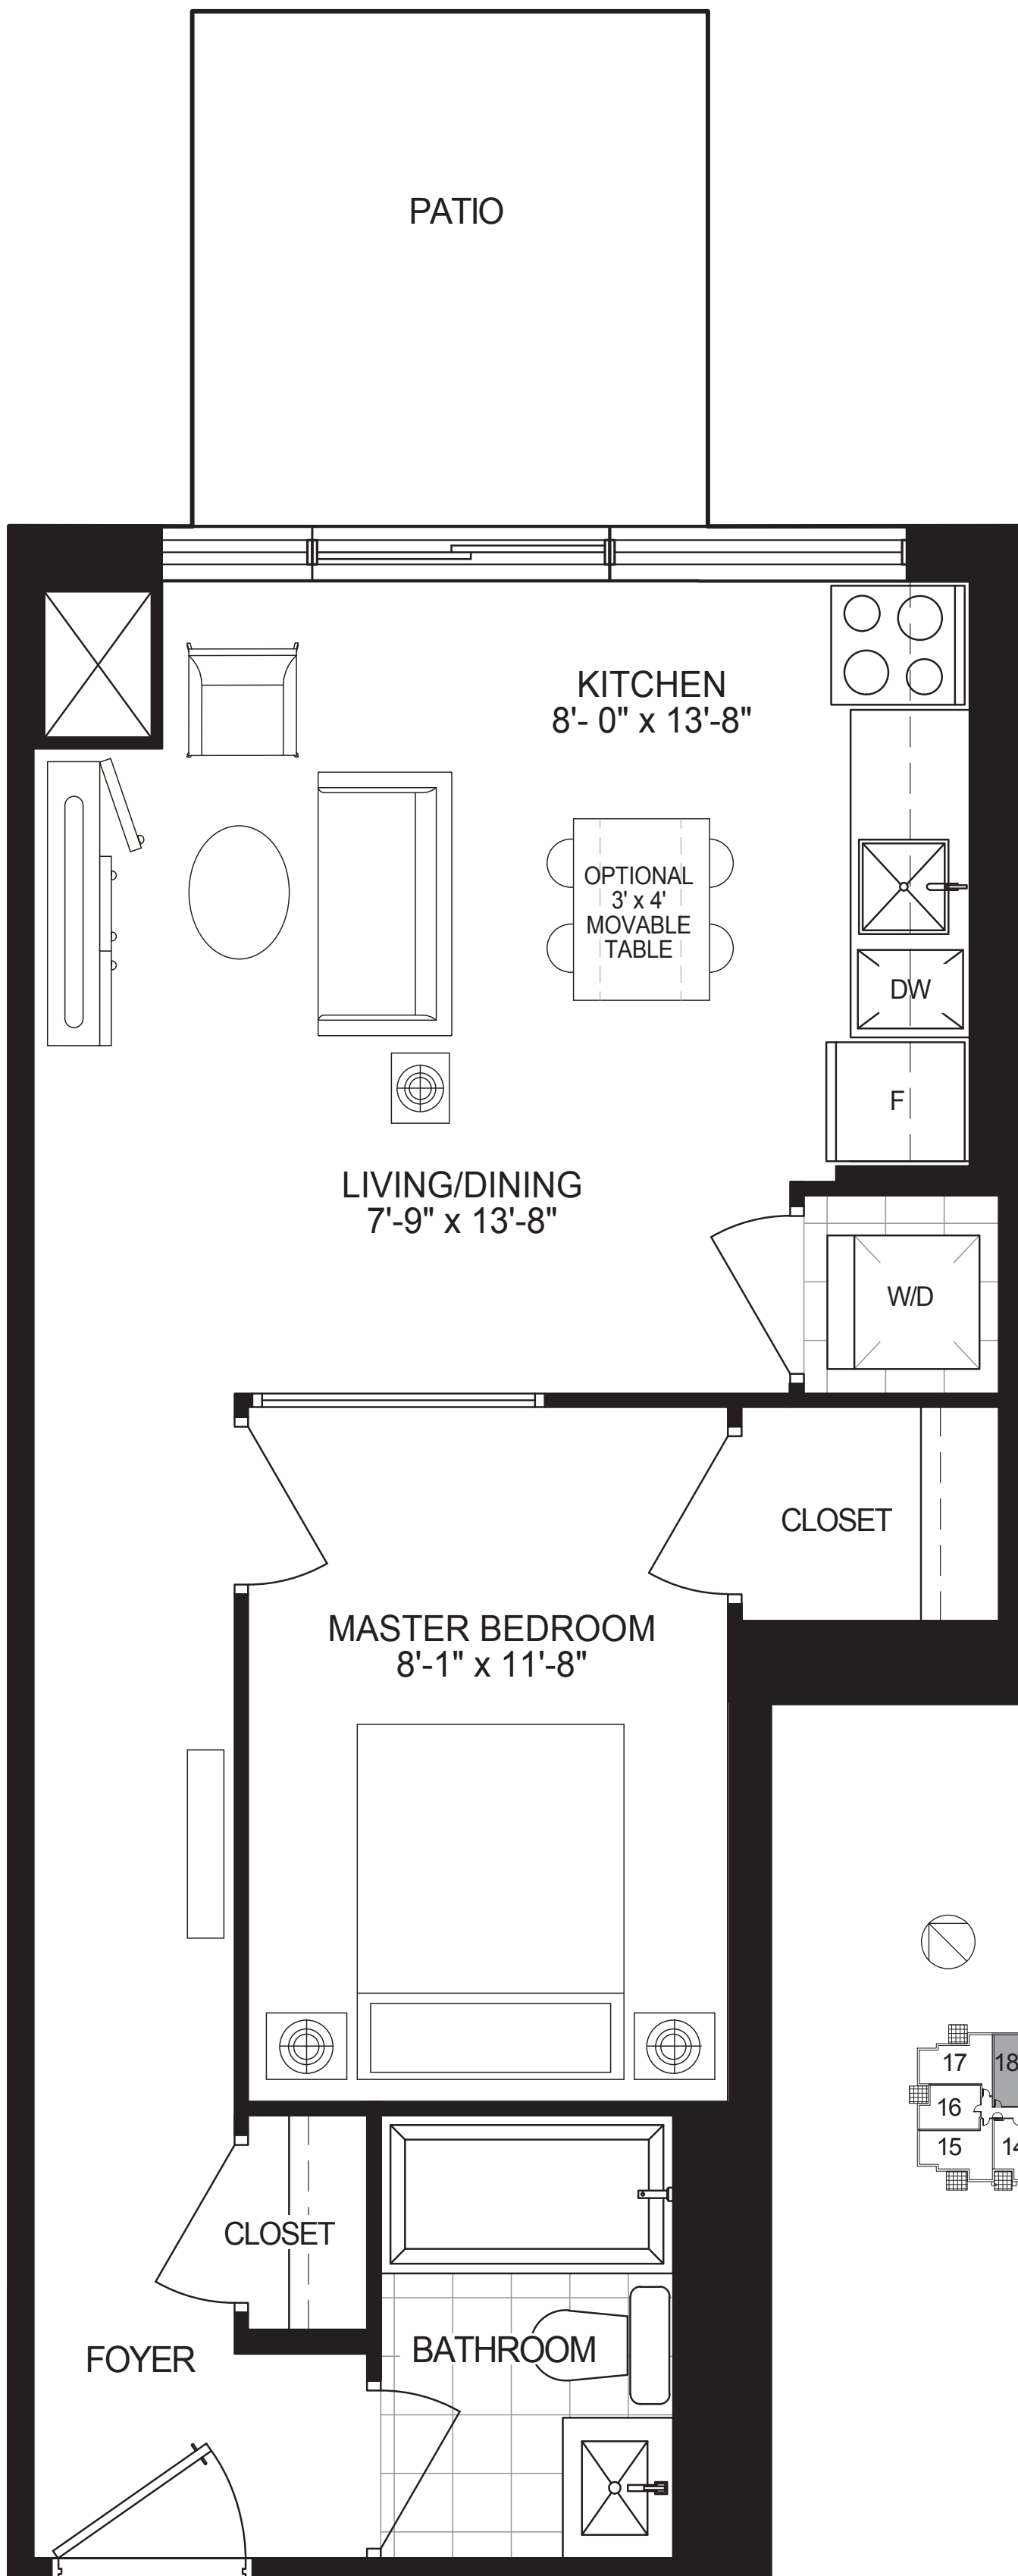 PATIO
KITCHEN
8'- 0" x 13'-8"
OPTIONAL
3' x 4'
MOVABLE
TABLE
DW
F
LIVING/DINING
7'-9" x 13'-8"
W/D
CLOSET
MASTER BEDROOM
8'-1" x 11'-8"
17
18
16
15
14
CLOSET
FOYER
BATHROOM